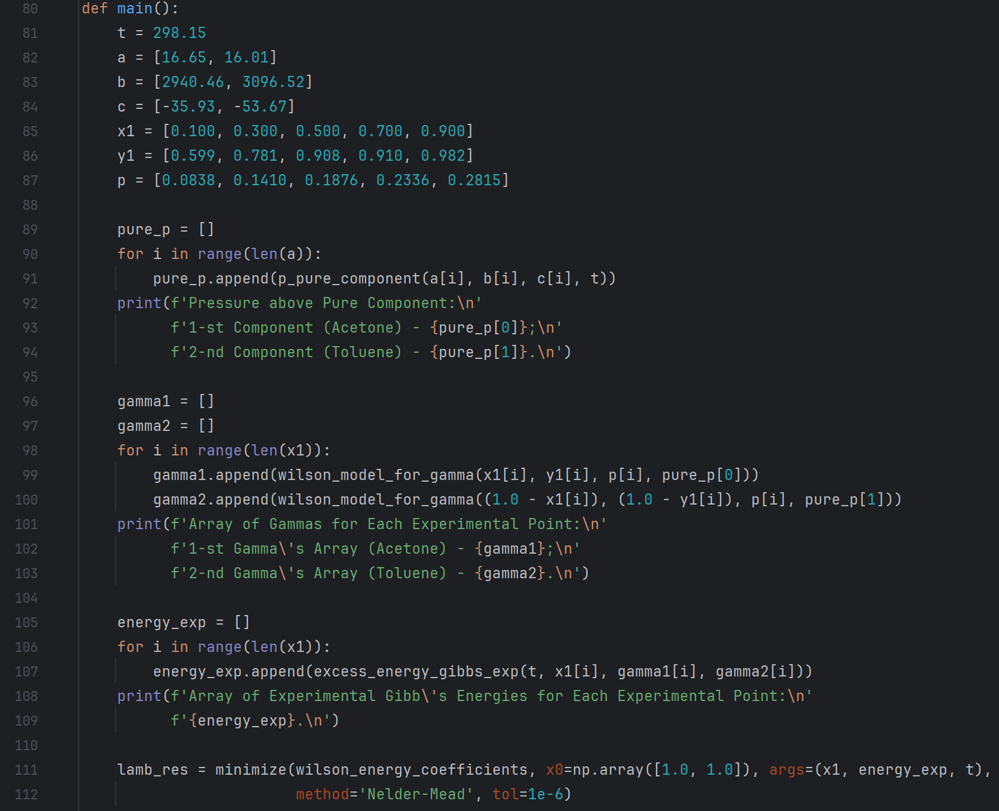 80 def main():
81     t = 298.15
82     a = [16.65, 16.01]
83     b = [2940.46, 3096.52]
84     c = [-35.93, -53.67]
85     x1 = [0.100, 0.300, 0.500, 0.700, 0.900]
86     y1 = [0.599, 0.781, 0.908, 0.910, 0.982]
87     p = [0.0838, 0.1410, 0.1876, 0.2336, 0.2815]
88
89     pure_p = []
90     for i in range(len(a)):
91         pure_p.append(p_pure_component(a[i], b[i], c[i], t))
92     print(f'Pressure above Pure Component:\n'
93           f'1-st Component (Acetone) - {pure_p[0]};\n'
94           f'2-nd Component (Toluene) - {pure_p[1]}.\n')
95
96     gamma1 = []
97     gamma2 = []
98     for i in range(len(x1)):
99         gamma1.append(wilson_model_for_gamma(x1[i], y1[i], p[i], pure_p[0]))
100         gamma2.append(wilson_model_for_gamma((1.0 - x1[i]), (1.0 - y1[i]), p[i], pure_p[1]))
101     print(f'Array of Gammas for Each Experimental Point:\n'
102           f'1-st Gamma\'s Array (Acetone) - {gamma1};\n'
103           f'2-nd Gamma\'s Array (Toluene) - {gamma2}.\n')
104
105     energy_exp = []
106     for i in range(len(x1)):
107         energy_exp.append(excess_energy_gibbs_exp(t, x1[i], gamma1[i], gamma2[i]))
108     print(f'Array of Experimental Gibb\'s Energies for Each Experimental Point:\n'
109           f'{energy_exp}.\n')
110
111     lamb_res = minimize(wilson_energy_coefficients, x0=np.array([1.0, 1.0]), args=(x1, energy_exp, t),
112                         method='Nelder-Mead', tol=1e-6)